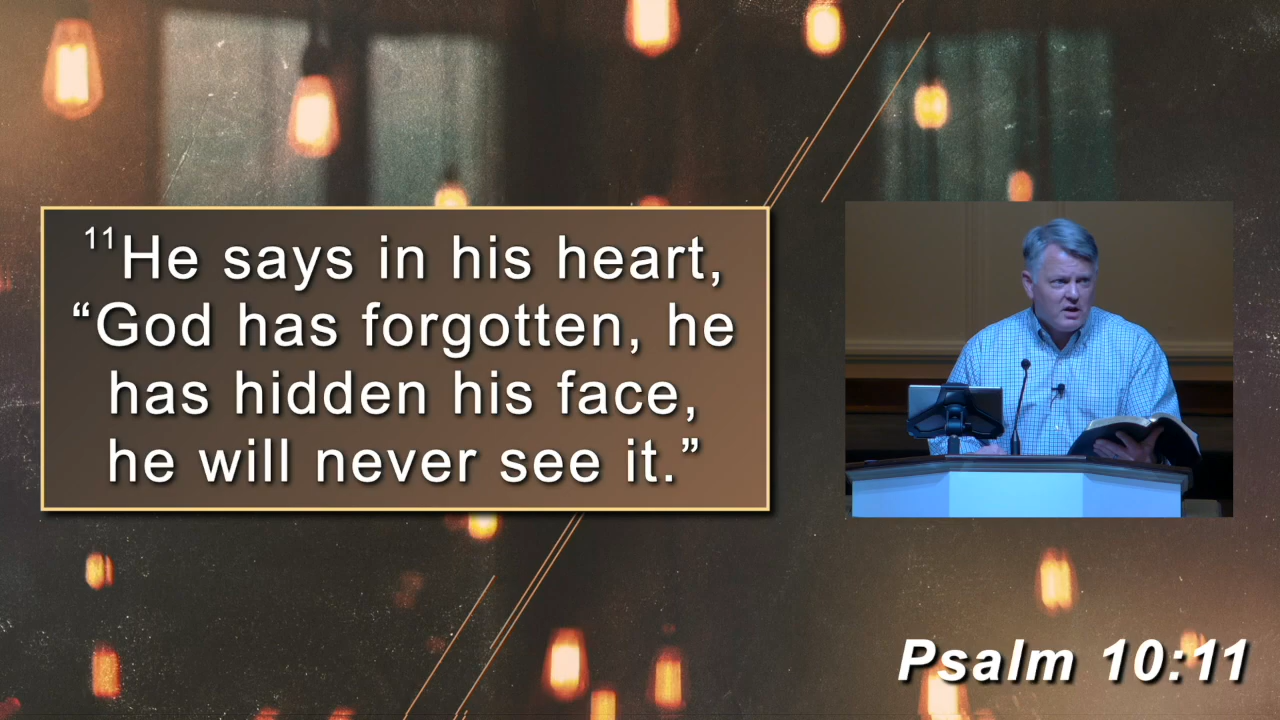 ¹¹He says in his heart,
“God has forgotten, he
has hidden his face,
he will never see it.”
Psalm 10:11